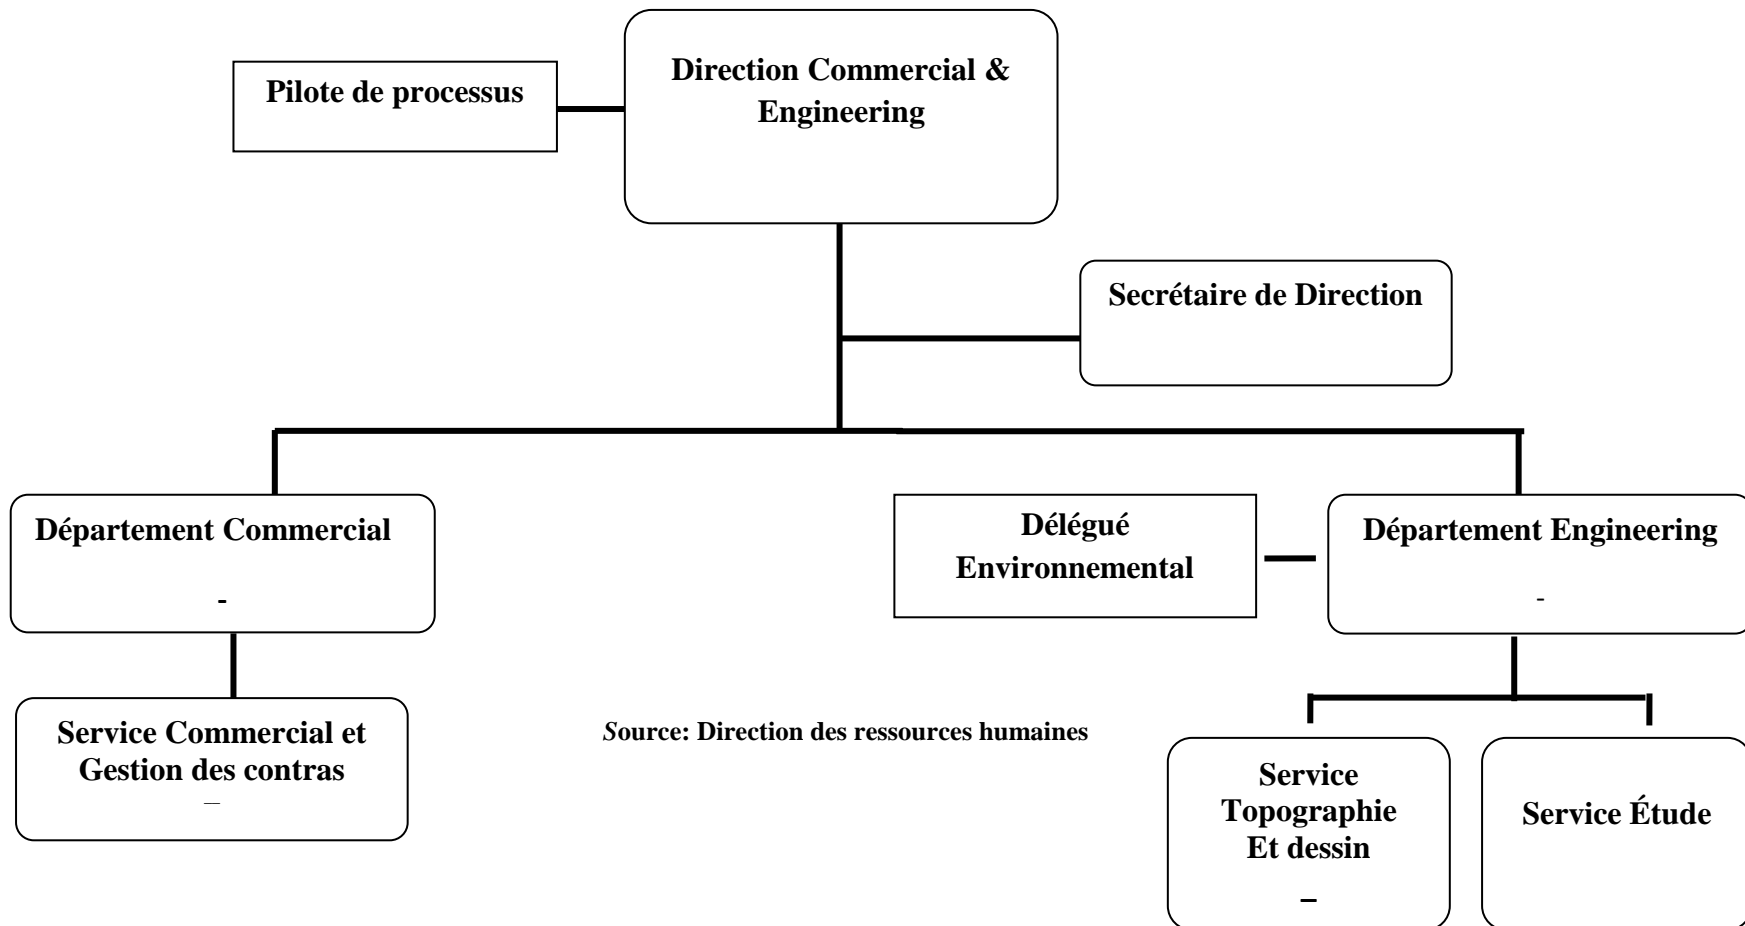 Direction Commercial &
Engineering
Pilote de processus
Secrétaire de Direction
Département Commercial
-
Délégué
Environnemental
Département Engineering
-
Service Commercial et
Gestion des contras
–
Source: Direction des ressources humaines
Service
Topographie
Et dessin
–
Service Étude